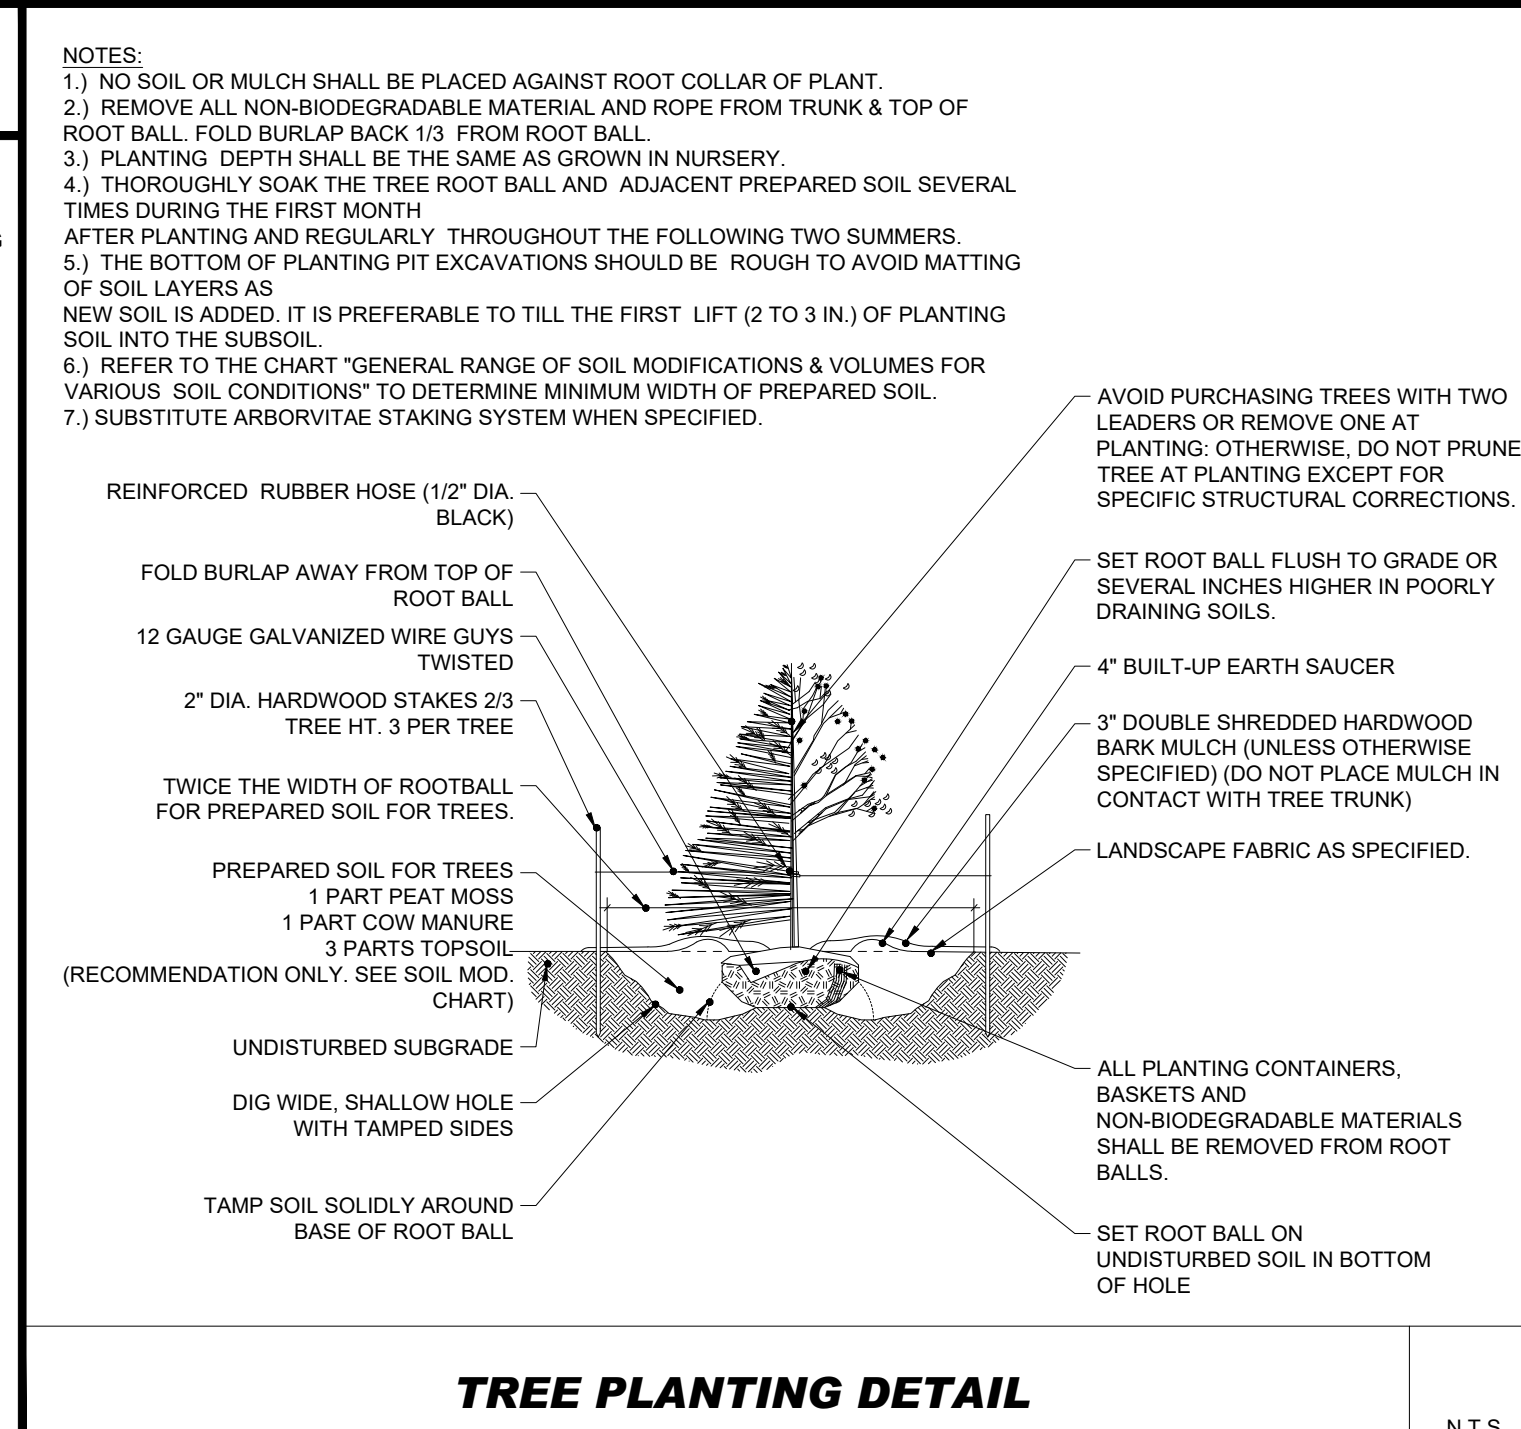 NOTES:
1.) NO SOIL OR MULCH SHALL BE PLACED AGAINST ROOT COLLAR OF PLANT.
2.) REMOVE ALL NON-BIODEGRADABLE MATERIAL AND ROPE FROM TRUNK & TOP OF
ROOT BALL. FOLD BURLAP BACK 1/3 FROM ROOT BALL.
3.) PLANTING DEPTH SHALL BE THE SAME AS GROWN IN NURSERY.
4.) THOROUGHLY SOAK THE TREE ROOT BALL AND ADJACENT PREPARED SOIL SEVERAL
TIMES DURING THE FIRST MONTH
AFTER PLANTING AND REGULARLY THROUGHOUT THE FOLLOWING TWO SUMMERS.
5.) THE BOTTOM OF PLANTING PIT EXCAVATIONS SHOULD BE ROUGH TO AVOID MATTING
OF SOIL LAYERS AS
NEW SOIL IS ADDED. IT IS PREFERABLE TO TILL THE FIRST LIFT (2 TO 3 IN.) OF PLANTING
SOIL INTO THE SUBSOIL.
6.) REFER TO THE CHART "GENERAL RANGE OF SOIL MODIFICATIONS & VOLUMES FOR
VARIOUS SOIL CONDITIONS" TO DETERMINE MINIMUM WIDTH OF PREPARED SOIL.
7.) SUBSTITUTE ARBORVITAE STAKING SYSTEM WHEN SPECIFIED.
REINFORCED RUBBER HOSE (1/2" DIA.
BLACK)
FOLD BURLAP AWAY FROM TOP OF
ROOT BALL
12 GAUGE GALVANIZED WIRE GUYS
TWISTED
2" DIA. HARDWOOD STAKES 2/3
TREE HT. 3 PER TREE
TWICE THE WIDTH OF ROOTBALL
FOR PREPARED SOIL FOR TREES.
PREPARED SOIL FOR TREES
1 PART PEAT MOSS
1 PART COW MANURE
3 PARTS TOPSOIL
(RECOMMENDATION ONLY. SEE SOIL MOD.
CHART)
UNDISTURBED SUBGRADE
DIG WIDE, SHALLOW HOLE
WITH TAMPED SIDES
TAMP SOIL SOLIDLY AROUND
BASE OF ROOT BALL
AVOID PURCHASING TREES WITH TWO
LEADERS OR REMOVE ONE AT
PLANTING: OTHERWISE, DO NOT PRUNE
TREE AT PLANTING EXCEPT FOR
SPECIFIC STRUCTURAL CORRECTIONS.
SET ROOT BALL FLUSH TO GRADE OR
SEVERAL INCHES HIGHER IN POORLY
DRAINING SOILS.
4" BUILT-UP EARTH SAUCER
3" DOUBLE SHREDDED HARDWOOD
BARK MULCH (UNLESS OTHERWISE
SPECIFIED) (DO NOT PLACE MULCH IN
CONTACT WITH TREE TRUNK)
LANDSCAPE FABRIC AS SPECIFIED.
ALL PLANTING CONTAINERS,
BASKETS AND
NON-BIODEGRADABLE MATERIALS
SHALL BE REMOVED FROM ROOT
BALLS.
SET ROOT BALL ON
UNDISTURBED SOIL IN BOTTOM
OF HOLE
TREE PLANTING DETAIL
N.T.S.